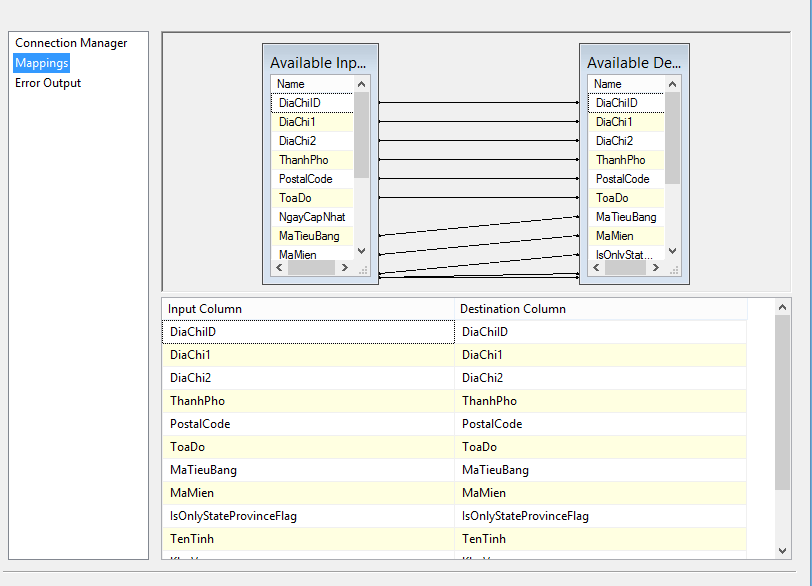 Connection Manager
Mappings
Error Output
Available Inp...
Name
DiaChiID
DiaChi1
DiaChi2
ThanhPho
PostalCode
ToaDo
NgayCapNhat
MaTieuBang
MaMien
Available De...
Name
DiaChiID
DiaChi1
DiaChi2
ThanhPho
PostalCode
ToaDo
MaTieuBang
MaMien
IsOnlyStat...
Input Column Destination Column
DiaChiID DiaChiID
DiaChi1 DiaChi1
DiaChi2 DiaChi2
ThanhPho ThanhPho
PostalCode PostalCode
ToaDo ToaDo
MaTieuBang MaTieuBang
MaMien MaMien
IsOnlyStateProvinceFlag IsOnlyStateProvinceFlag
TenTinh TenTinh